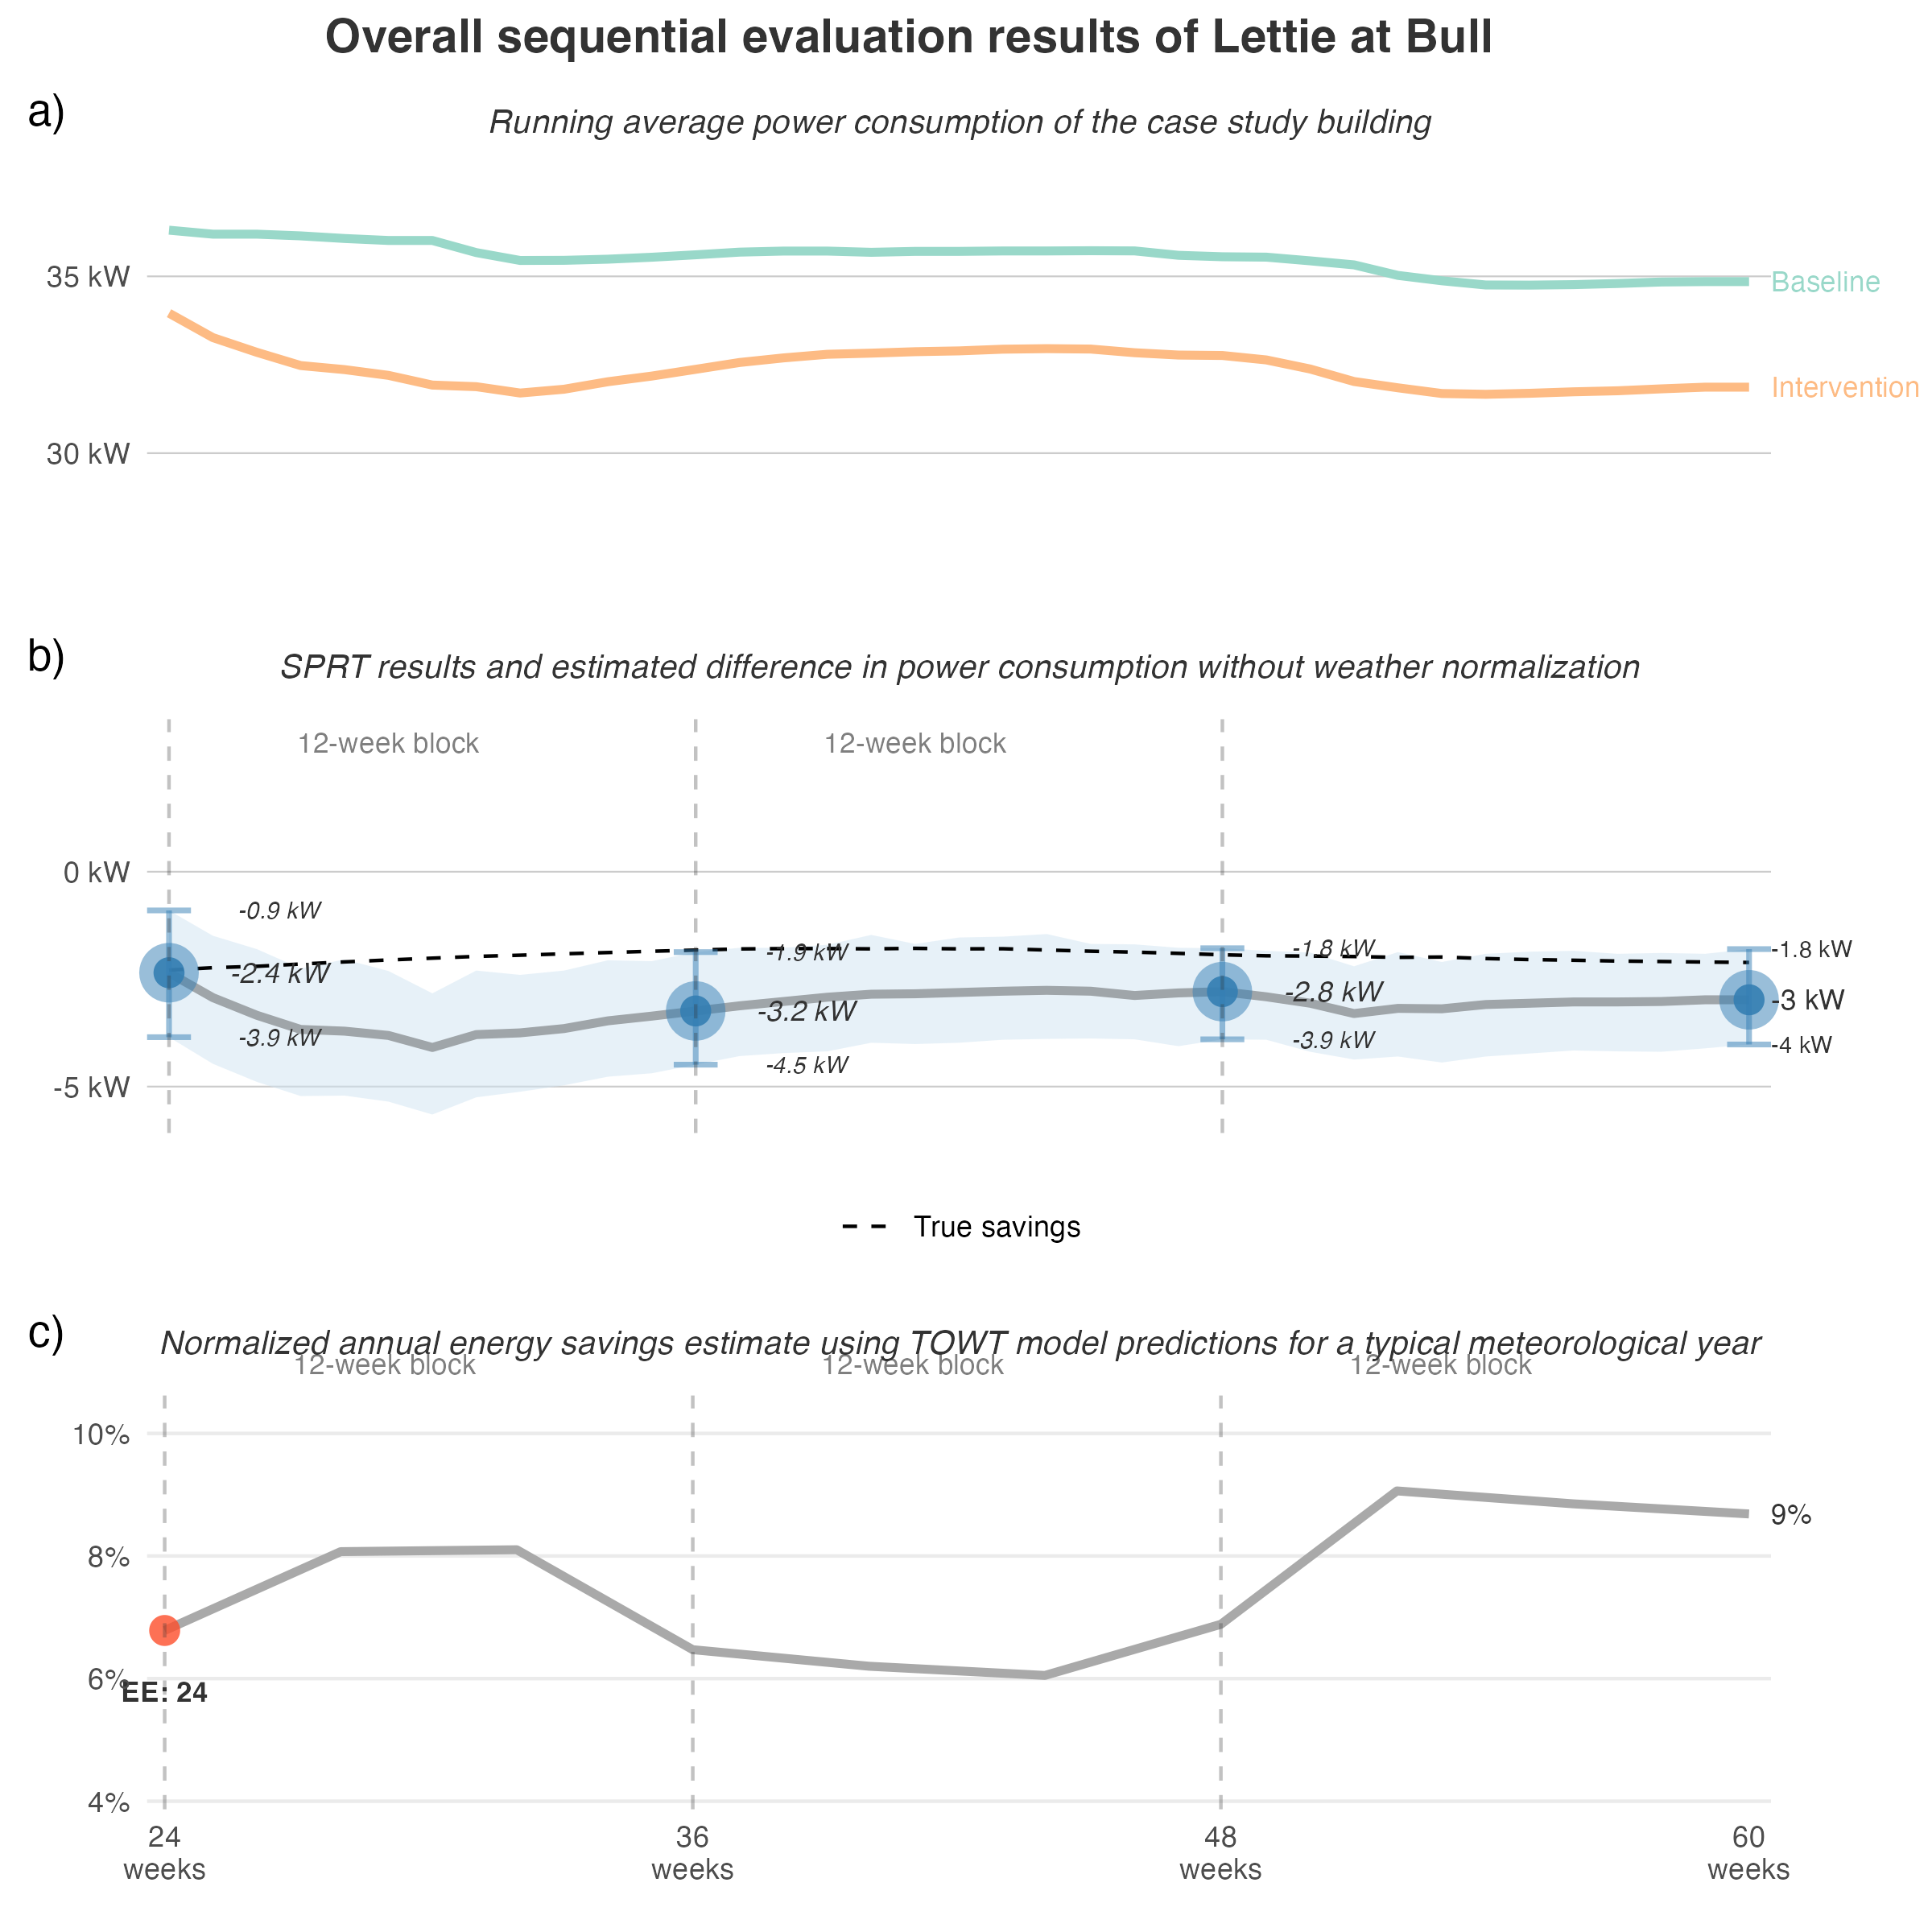 Overall sequential evaluation results of Lettie at Bull
a)
Running average power consumption of the case study building
35 kW
Baseline
Intervention
30 kW
b)
SPRT results and estimated difference in power consumption without weather normalization
12-week block
12-week block
0 kW
-0.9 kW
-1.9 kW
-1.8 kW
-1.8 kW
-2.4 kW
-3.2 kW
-2.8 kW
-3 kW
-3.9 kW
-4.5 kW
-3.9 kW
-4 kW
-5 kW
True savings
c)
Normalized annual energy savings estimate using TOWT model predictions for a typical meteorological year
12-week block
12-week block
12-week block
10%
9%
8%
6%
EE: 24
4%
24
weeks
36
weeks
48
weeks
60
weeks